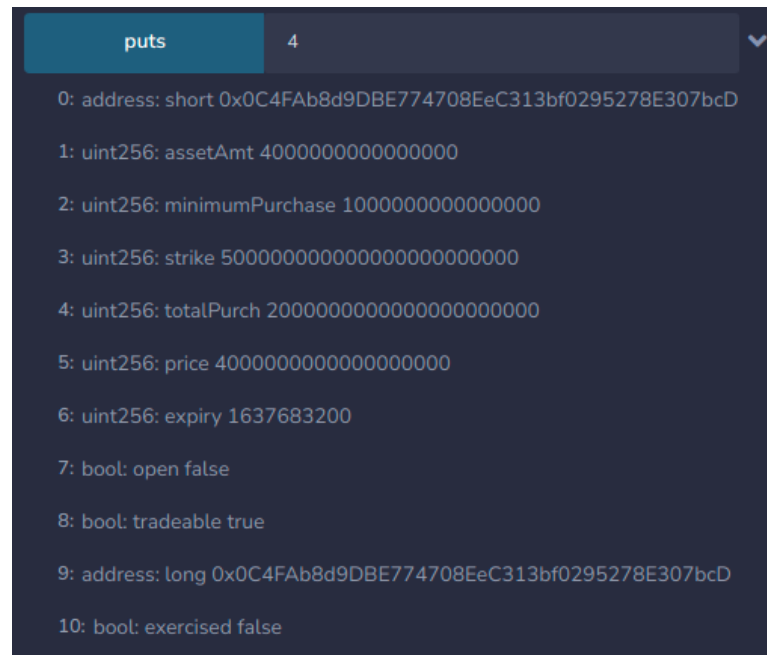 puts 4
0: address: short 0x0C4FAb8d9DBE774708EeC313bf0295278E307bcD
1: uint256: assetAmt 4000000000000000
2: uint256: minimumPurchase 1000000000000000
3: uint256: strike 500000000000000000000000
4: uint256: totalPurch 2000000000000000000000
5: uint256: price 4000000000000000000
6: uint256: expiry 1637683200
7: bool: open false
8: bool: tradeable true
9: address: long 0x0C4FAb8d9DBE774708EeC313bf0295278E307bcD
10: bool: exercised false